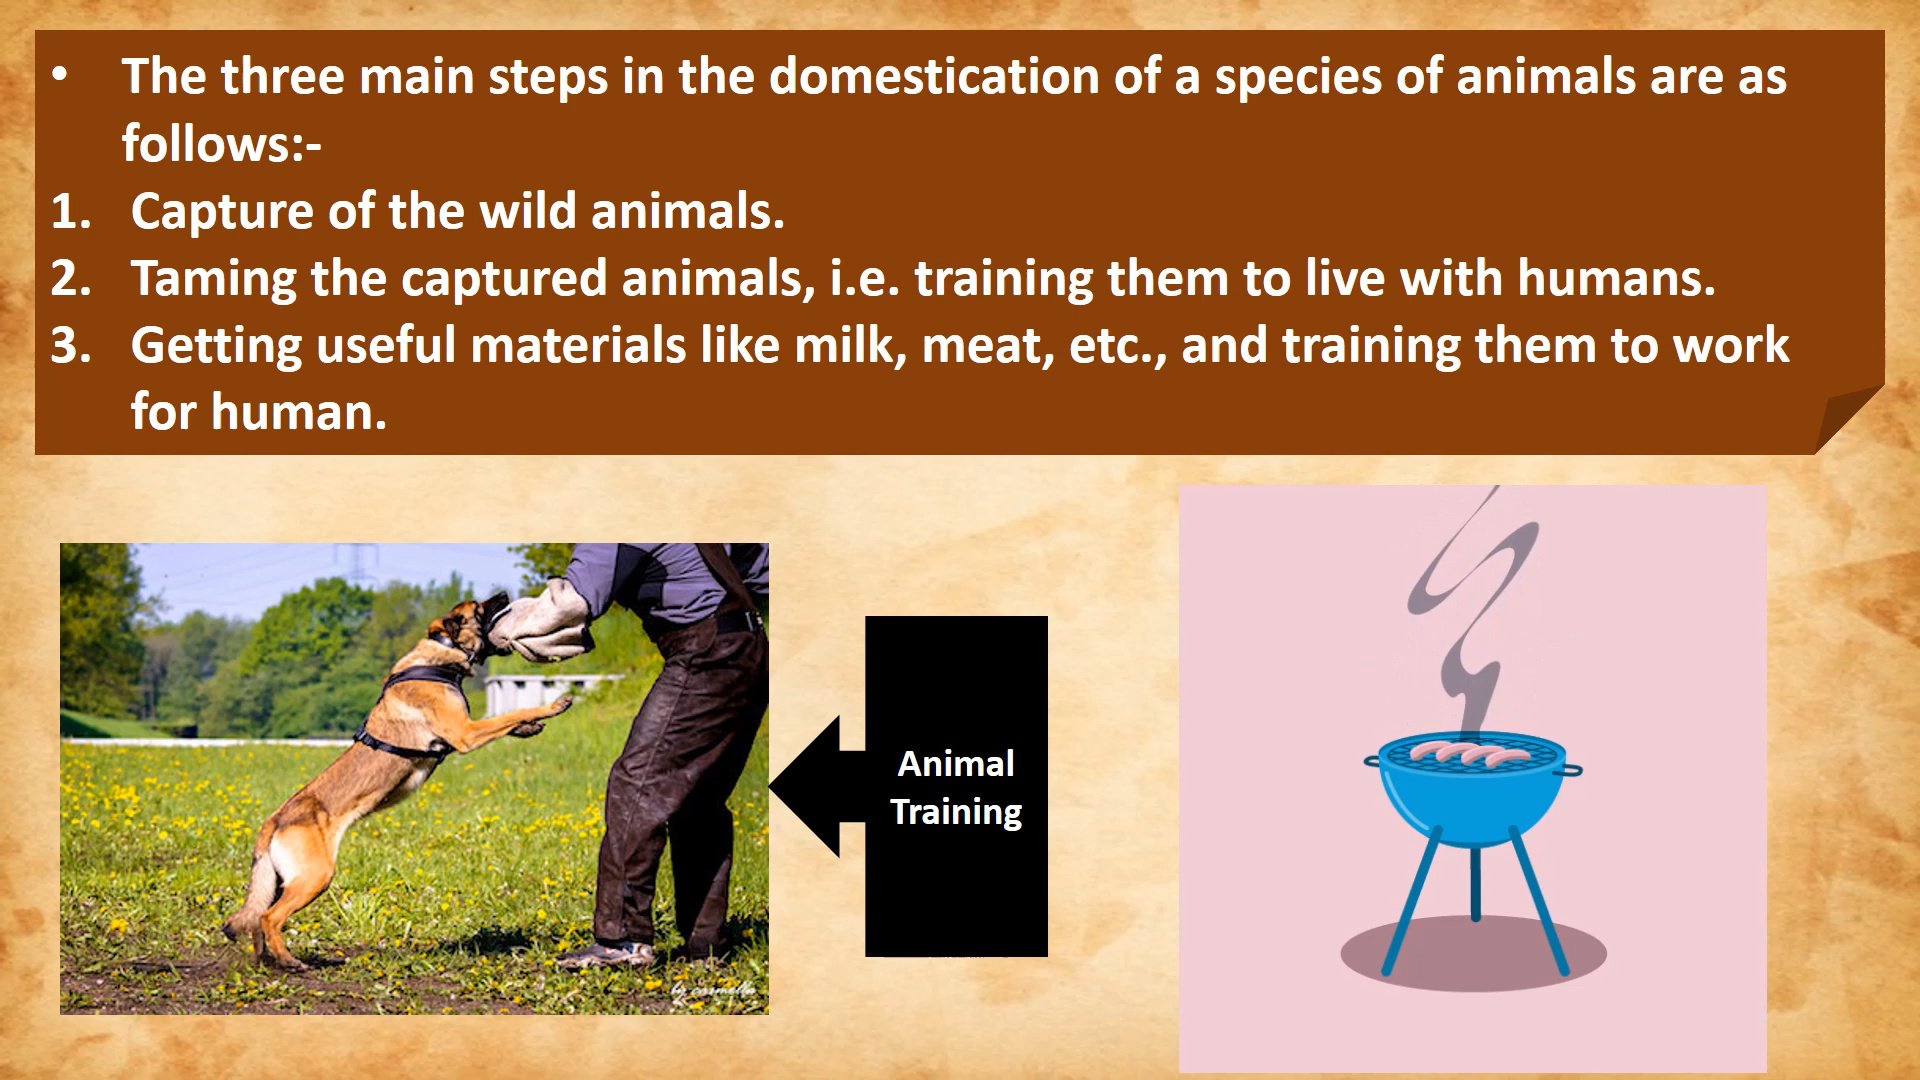 • The three main steps in the domestication of a species of animals are as
follows:-
1. Capture of the wild animals.
2. Taming the captured animals, i.e. training them to live with humans.
3. Getting useful materials like milk, meat, etc., and training them to work
for human.
Animal
Training